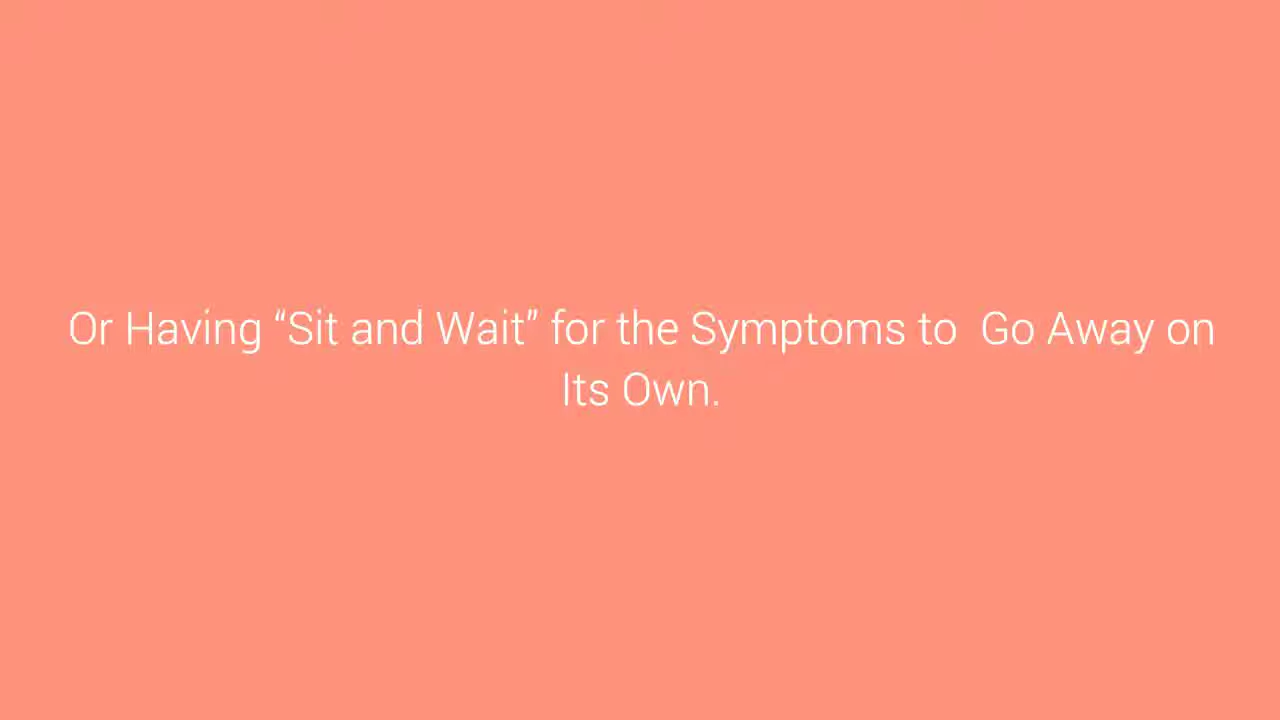 Or Having “Sit and Wait” for the Symptoms to  Go Away on
Its Own.